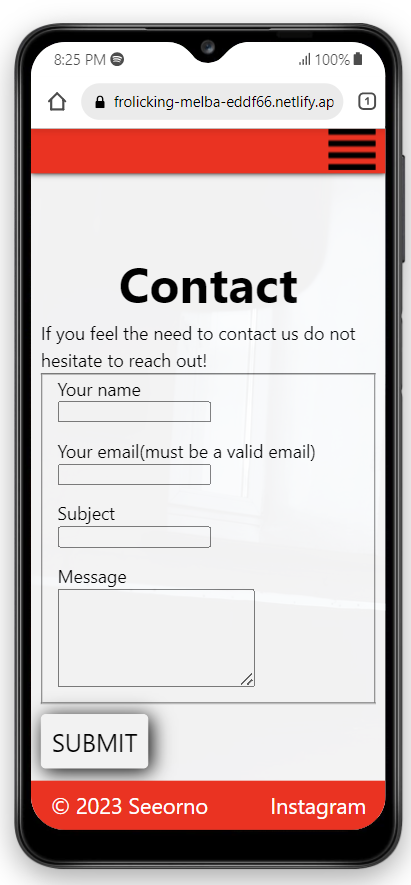 8:25 PM 100%
frolicking-melba-eddf66.netlify.ap 1
Contact
If you feel the need to contact us do not
hesitate to reach out!
Your name
Your email(must be a valid email)
Subject
Message
SUBMIT
© 2023 Seeorno Instagram